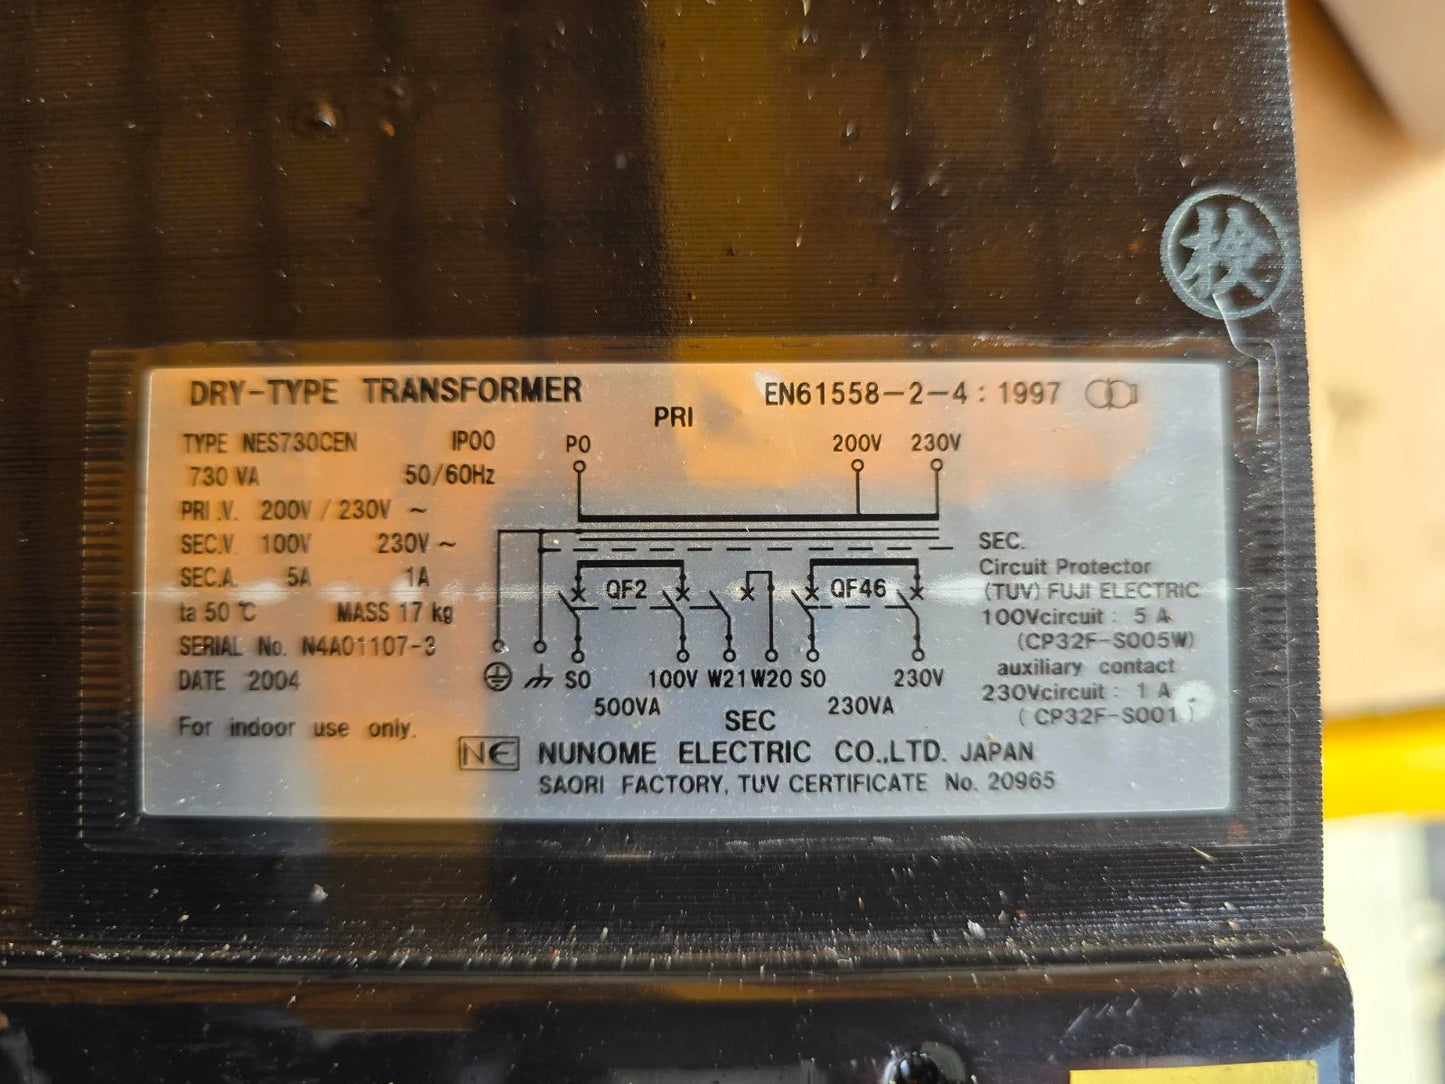 検
DRY-TYPE TRANSFORMER
EN61558-2-4 : 1997
TYPE NES730CEN IP00
730 VA 50/60Hz
PRI.V. 200V / 230V ~
SEC.V. 100V 230V ~
SEC.A. 5A 1A
ta 50 ℃ MASS 17 kg
SERIAL No. N4A01107-3
DATE 2004
For indoor use only.
PRI
P0 200V 230V
QF2 QF46
S0 100V W21 W20 S0 230V
500VA 230VA
SEC
SEC.
Circuit Protector
(TUV) FUJI ELECTRIC
100Vcircuit : 5 A
(CP32F-S005W)
auxiliary contact
230Vcircuit : 1 A
( CP32F-S001 )
NE NUNOME ELECTRIC CO.,LTD. JAPAN
SAORI FACTORY, TUV CERTIFICATE No. 20965